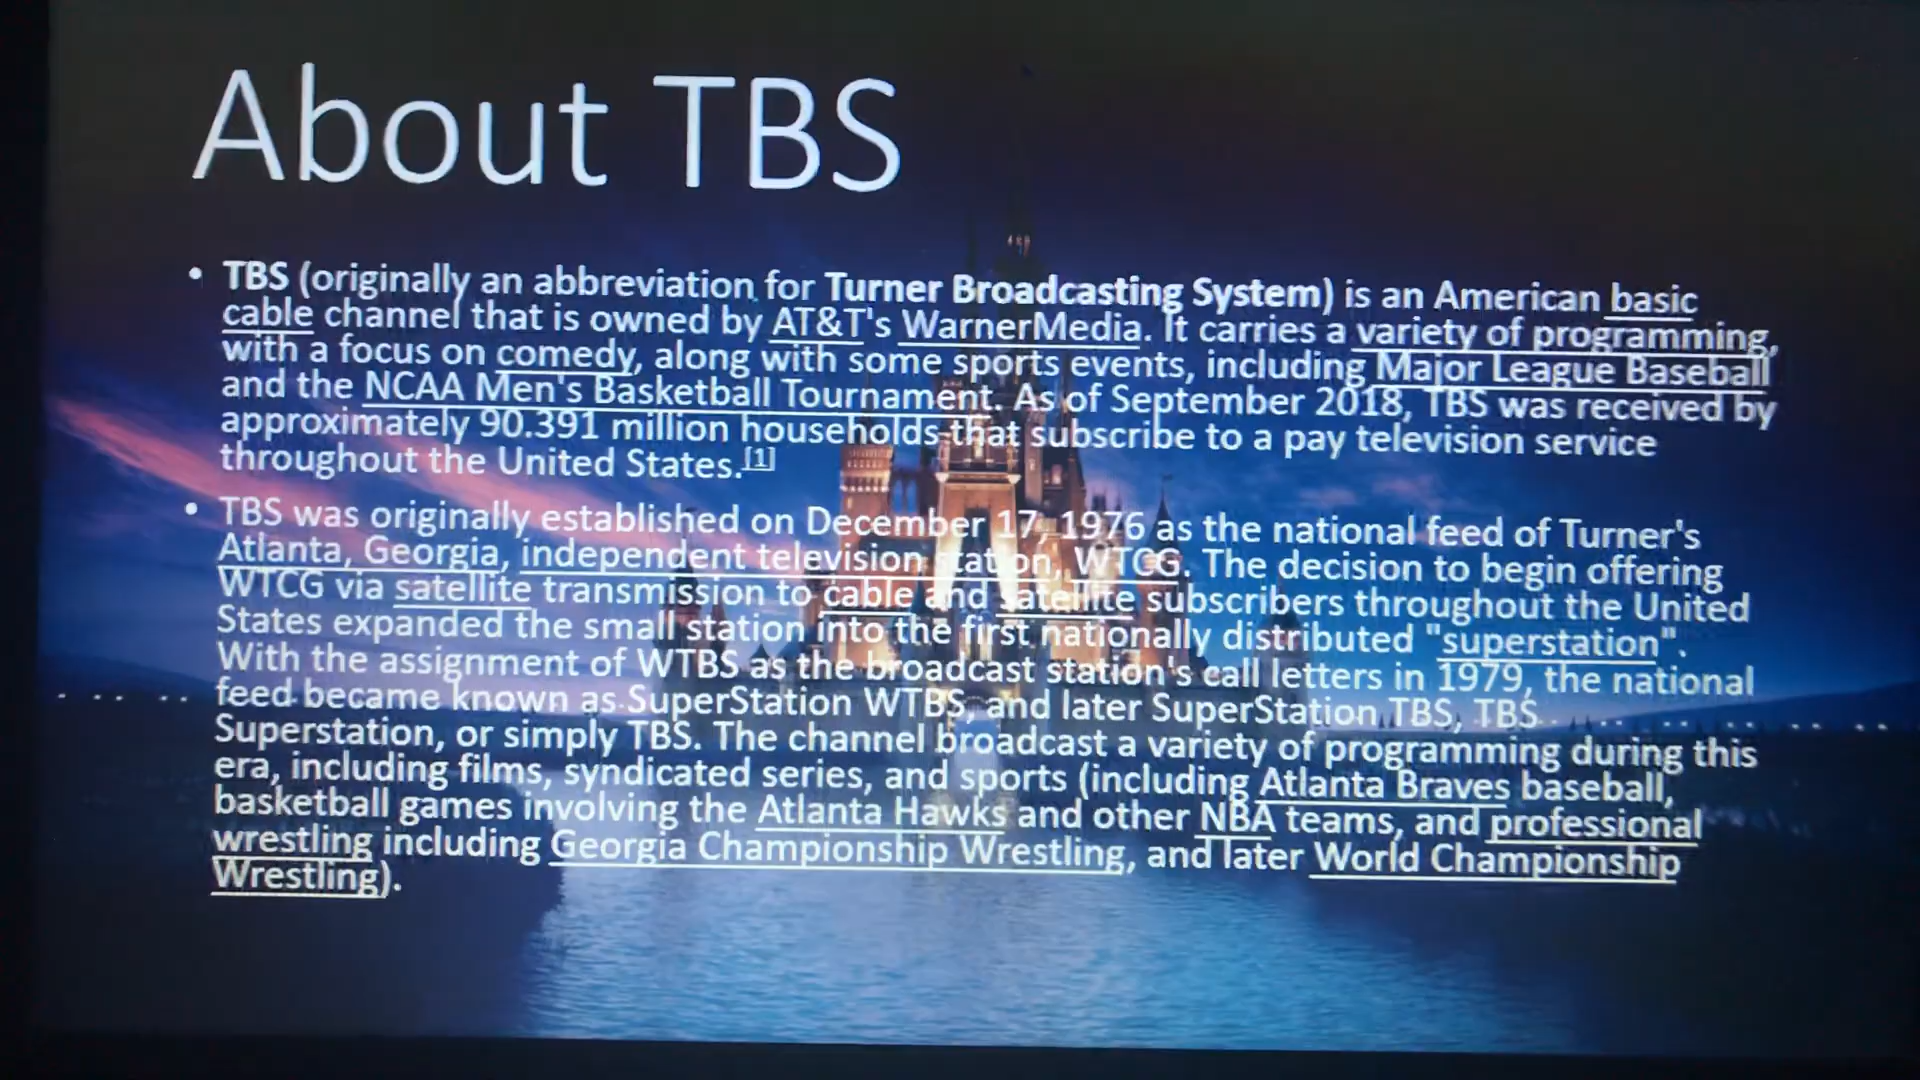 About TBS
• TBS (originally an abbreviation for Turner Broadcasting System) is an American basic
cable channel that is owned by AT&T's WarnerMedia. It carries a variety of programming,
with a focus on comedy, along with some sports events, including Major League Baseball
and the NCAA Men's Basketball Tournament. As of September 2018, TBS was received by
approximately 90.391 million households that subscribe to a pay television service
throughout the United States.[1]
• TBS was originally established on December 17, 1976 as the national feed of Turner's
Atlanta, Georgia, independent television station, WTCG. The decision to begin offering
WTCG via satellite transmission to cable and satellite subscribers throughout the United
States expanded the small station into the first nationally distributed "superstation".
With the assignment of WTBS as the broadcast station's call letters in 1979, the national
feed became known as SuperStation WTBS, and later SuperStation TBS, TBS
Superstation, or simply TBS. The channel broadcast a variety of programming during this
era, including films, syndicated series, and sports (including Atlanta Braves baseball,
basketball games involving the Atlanta Hawks and other NBA teams, and professional
wrestling including Georgia Championship Wrestling, and later World Championship
Wrestling).